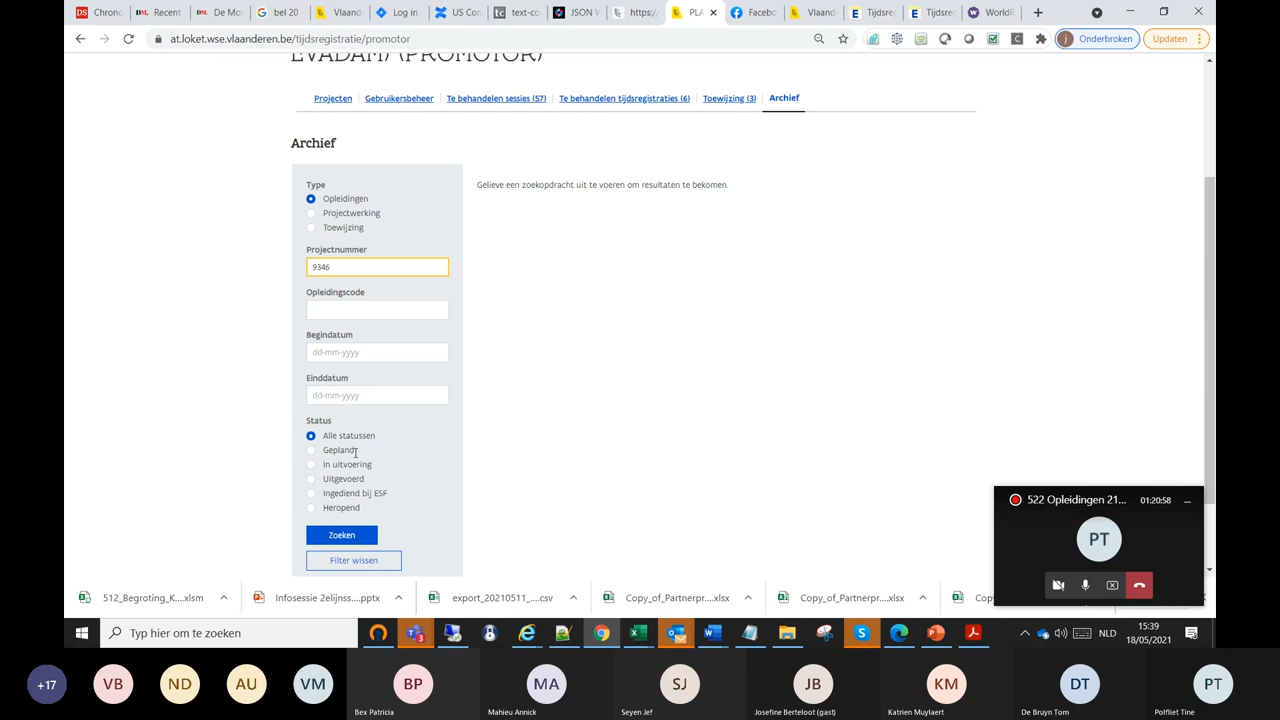 Chrono
Recent
De Mo
bel 20
Vlaand
Log in
US Con
text-co
JSON V
https:/
PLA
Facebo
Vlaand
Tijdsre
Tijdsre
WorldP
at.loket.wse.vlaanderen.be/tijdsregistratie/promotor
Onderbroken
Updaten
Projecten
Gebruikersbeheer
Te behandelen sessies (57)
Te behandelen tijdsregistraties (6)
Toewijzing (3)
Archief
Archief
Type
Gelieve een zoekopdracht uit te voeren om resultaten te bekomen.
Opleidingen
Projectwerking
Toewijzing
Projectnummer
9346
Opleidingscode
Begindatum
dd-mm-yyyy
Einddatum
dd-mm-yyyy
Status
Alle statussen
Gepland
In uitvoering
Uitgevoerd
Ingediend bij ESF
Heropend
Zoeken
Filter wissen
522 Opleidingen 21...
01:20:58
PT
512_Begroting_K....xlsm
Infosessie 2elijnss....pptx
export_20210511_....csv
Copy_of_Partnerpr....xlsx
Copy_of_Partnerpr....xlsx
Typ hier om te zoeken
NLD
15:39
18/05/2021
+17
VB
ND
AU
VM
BP
Bex Patricia
MA
Mahieu Annick
SJ
Seyen Jef
JB
Josefine Berteloot (gast)
KM
Katrien Muylaert
DT
De Bruyn Tom
PT
Polfliet Tine